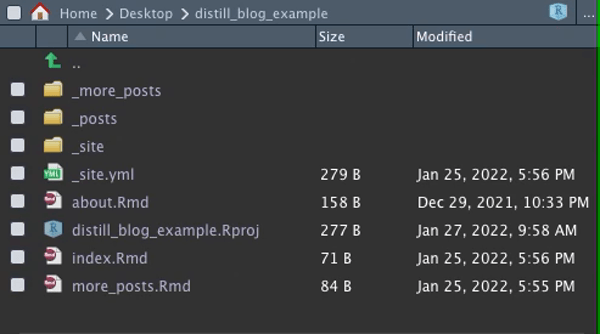 Home Desktop distill_blog_example R ...
Name Size Modified
..
_more_posts
_posts
_site
YML _site.yml 279 B Jan 25, 2022, 5:56 PM
about.Rmd 158 B Dec 29, 2021, 10:33 PM
R distill_blog_example.Rproj 277 B Jan 27, 2022, 9:58 AM
index.Rmd 71 B Jan 25, 2022, 5:56 PM
more_posts.Rmd 84 B Jan 25, 2022, 5:55 PM